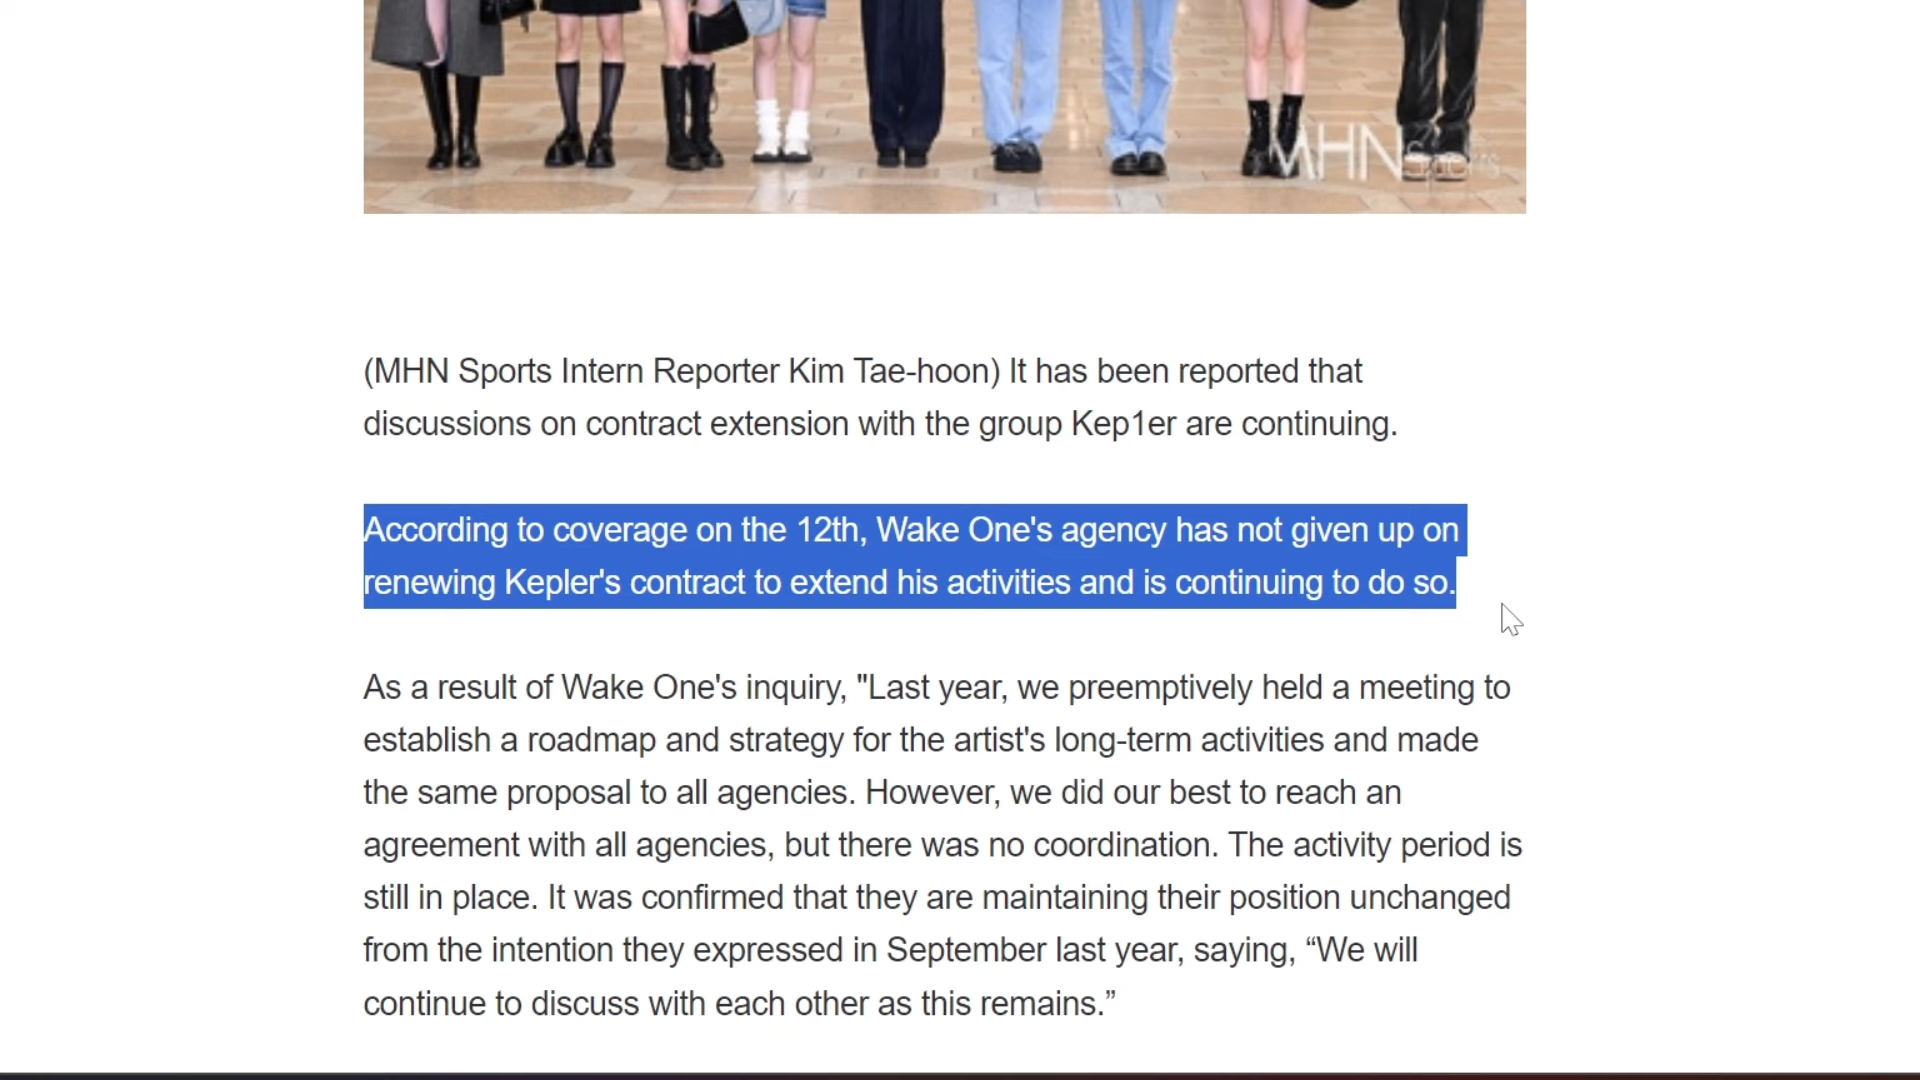 MHN
Sports
(MHN Sports Intern Reporter Kim Tae-hoon) It has been reported that
discussions on contract extension with the group Kep1er are continuing.
According to coverage on the 12th, Wake One's agency has not given up on
renewing Kepler's contract to extend his activities and is continuing to do so.
As a result of Wake One's inquiry, "Last year, we preemptively held a meeting to
establish a roadmap and strategy for the artist's long-term activities and made
the same proposal to all agencies. However, we did our best to reach an
agreement with all agencies, but there was no coordination. The activity period is
still in place. It was confirmed that they are maintaining their position unchanged
from the intention they expressed in September last year, saying, “We will
continue to discuss with each other as this remains.”